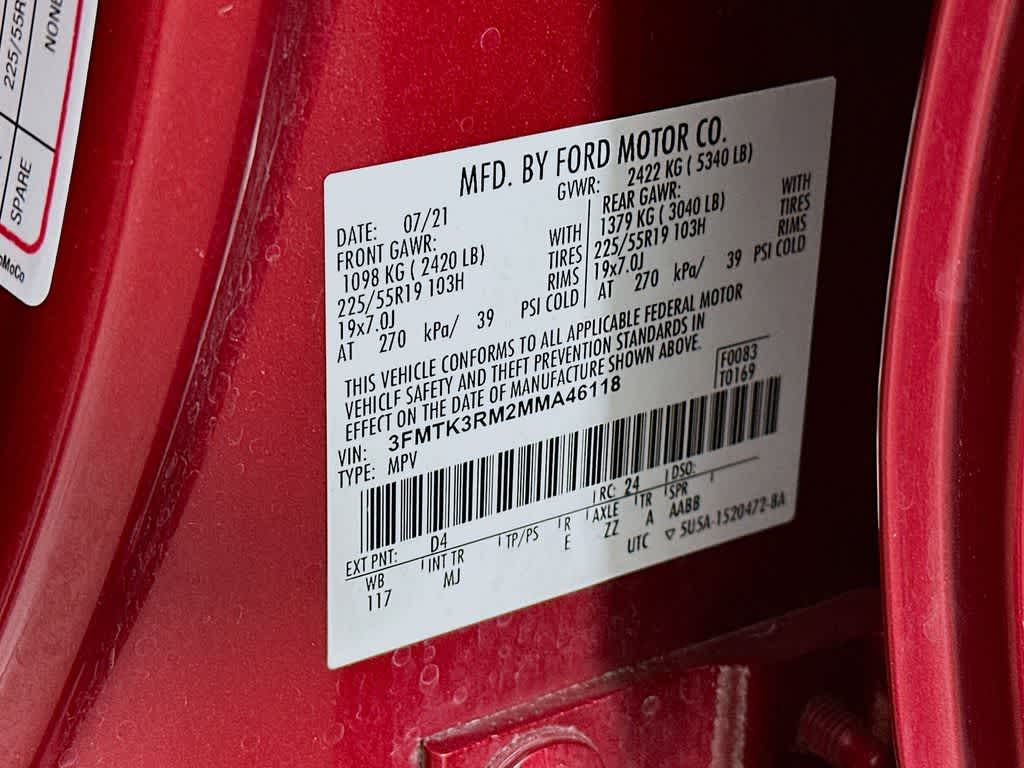 225/55R
NONE
SPARE
MFD. BY FORD MOTOR CO.
DATE: 07/21
GVWR: 2422 KG ( 5340 LB)
FRONT GAWR:
1098 KG ( 2420 LB) WITH
225/55R19 103H TIRES
19x7.0J RIMS
AT 270 kPa/ 39 PSI COLD
REAR GAWR:
1379 KG ( 3040 LB) WITH
225/55R19 103H TIRES
19x7.0J RIMS
AT 270 kPa/ 39 PSI COLD
THIS VEHICLE CONFORMS TO ALL APPLICABLE FEDERAL MOTOR
VEHICLF SAFETY AND THEFT PREVENTION STANDARDS IN
EFFECT ON THE DATE OF MANUFACTURE SHOWN ABOVE.
VIN: 3FMTK3RM2MMA46118
TYPE: MPV
F0083
T0169
EXT PNT: D4 RC: 24 DSO:
WB INT TR TP/PS R AXLE TR SPR
117 MJ E ZZ A AABB
UTC ▽ 5USA-1520472-BA